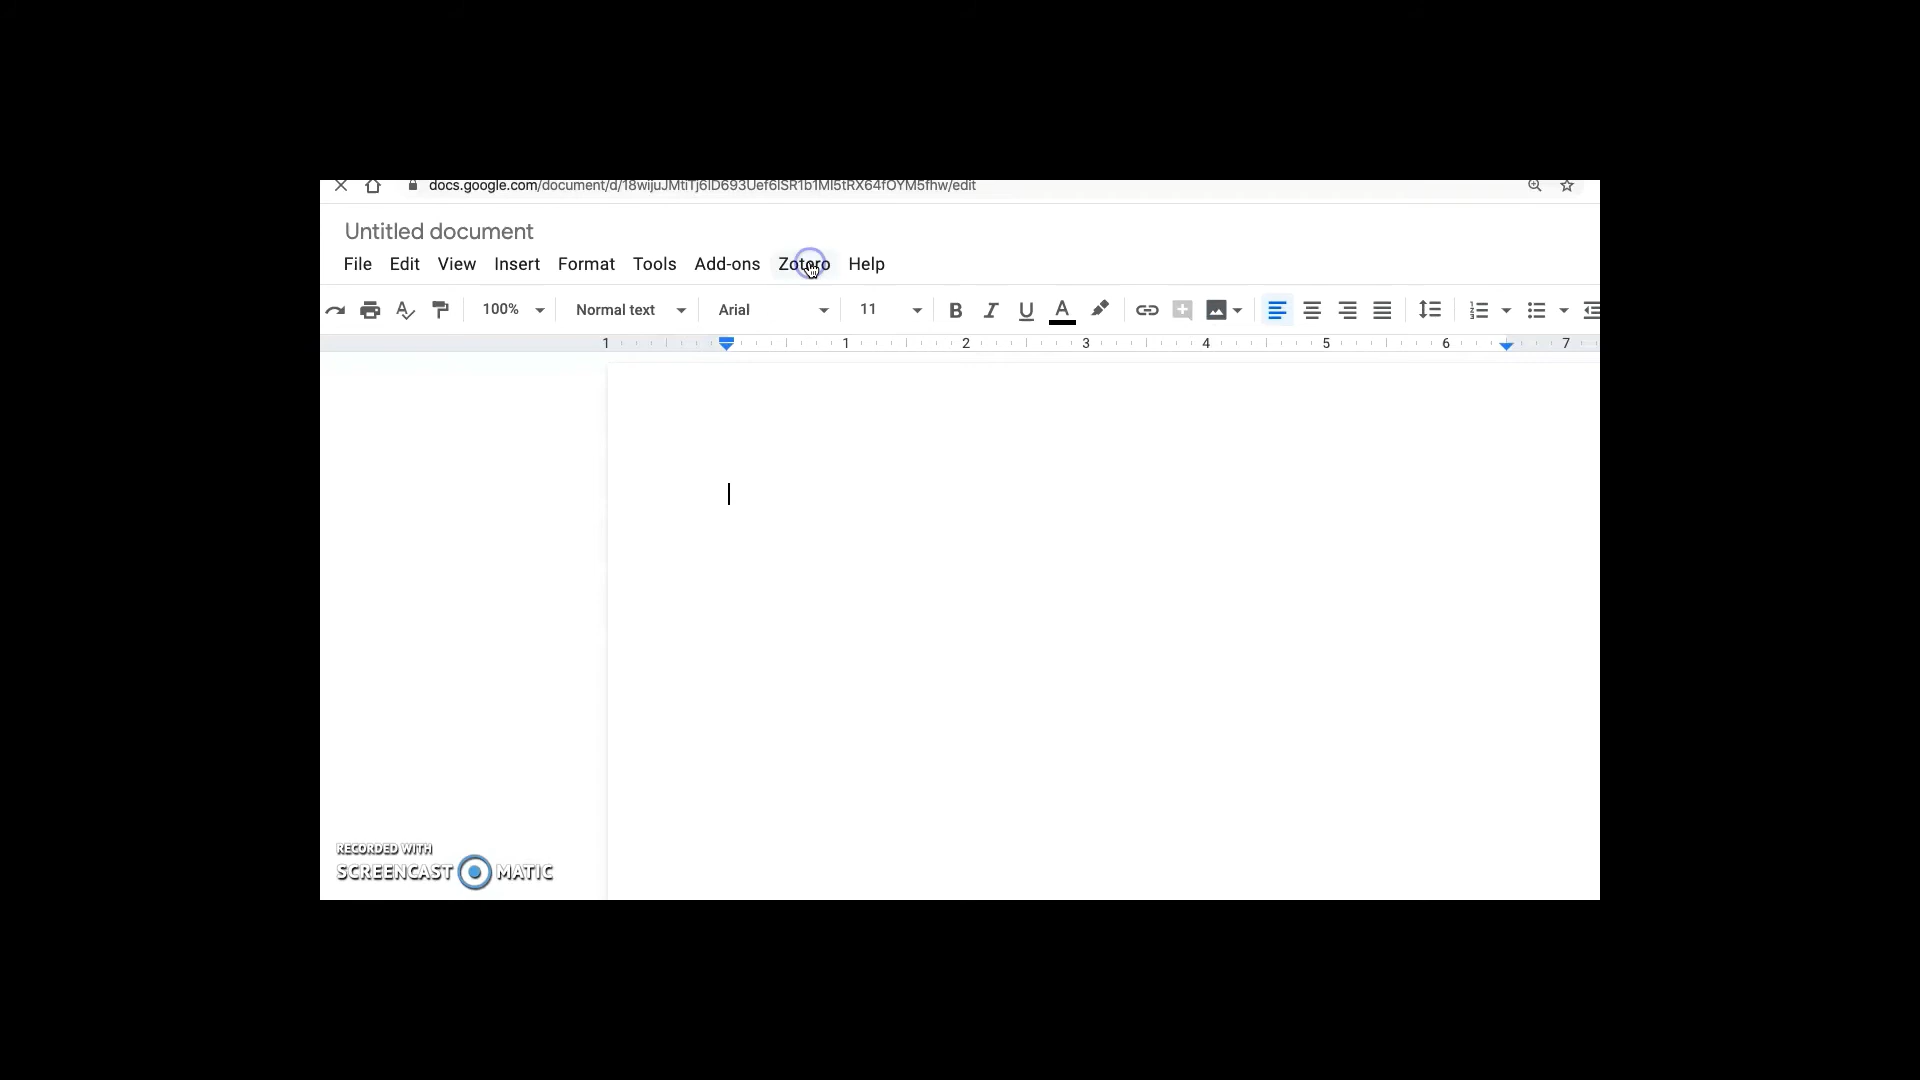 docs.google.com/document/d/18wijuJMtiTj6ID693Uef6ISR1b1MI5tRX64fOYM5fhw/edit
Untitled document
File Edit View Insert Format Tools Add-ons Zotero Help
100% Normal text Arial 11 B I U A
1 1 2 3 4 5 6 7
RECORDED WITH
SCREENCAST MATIC